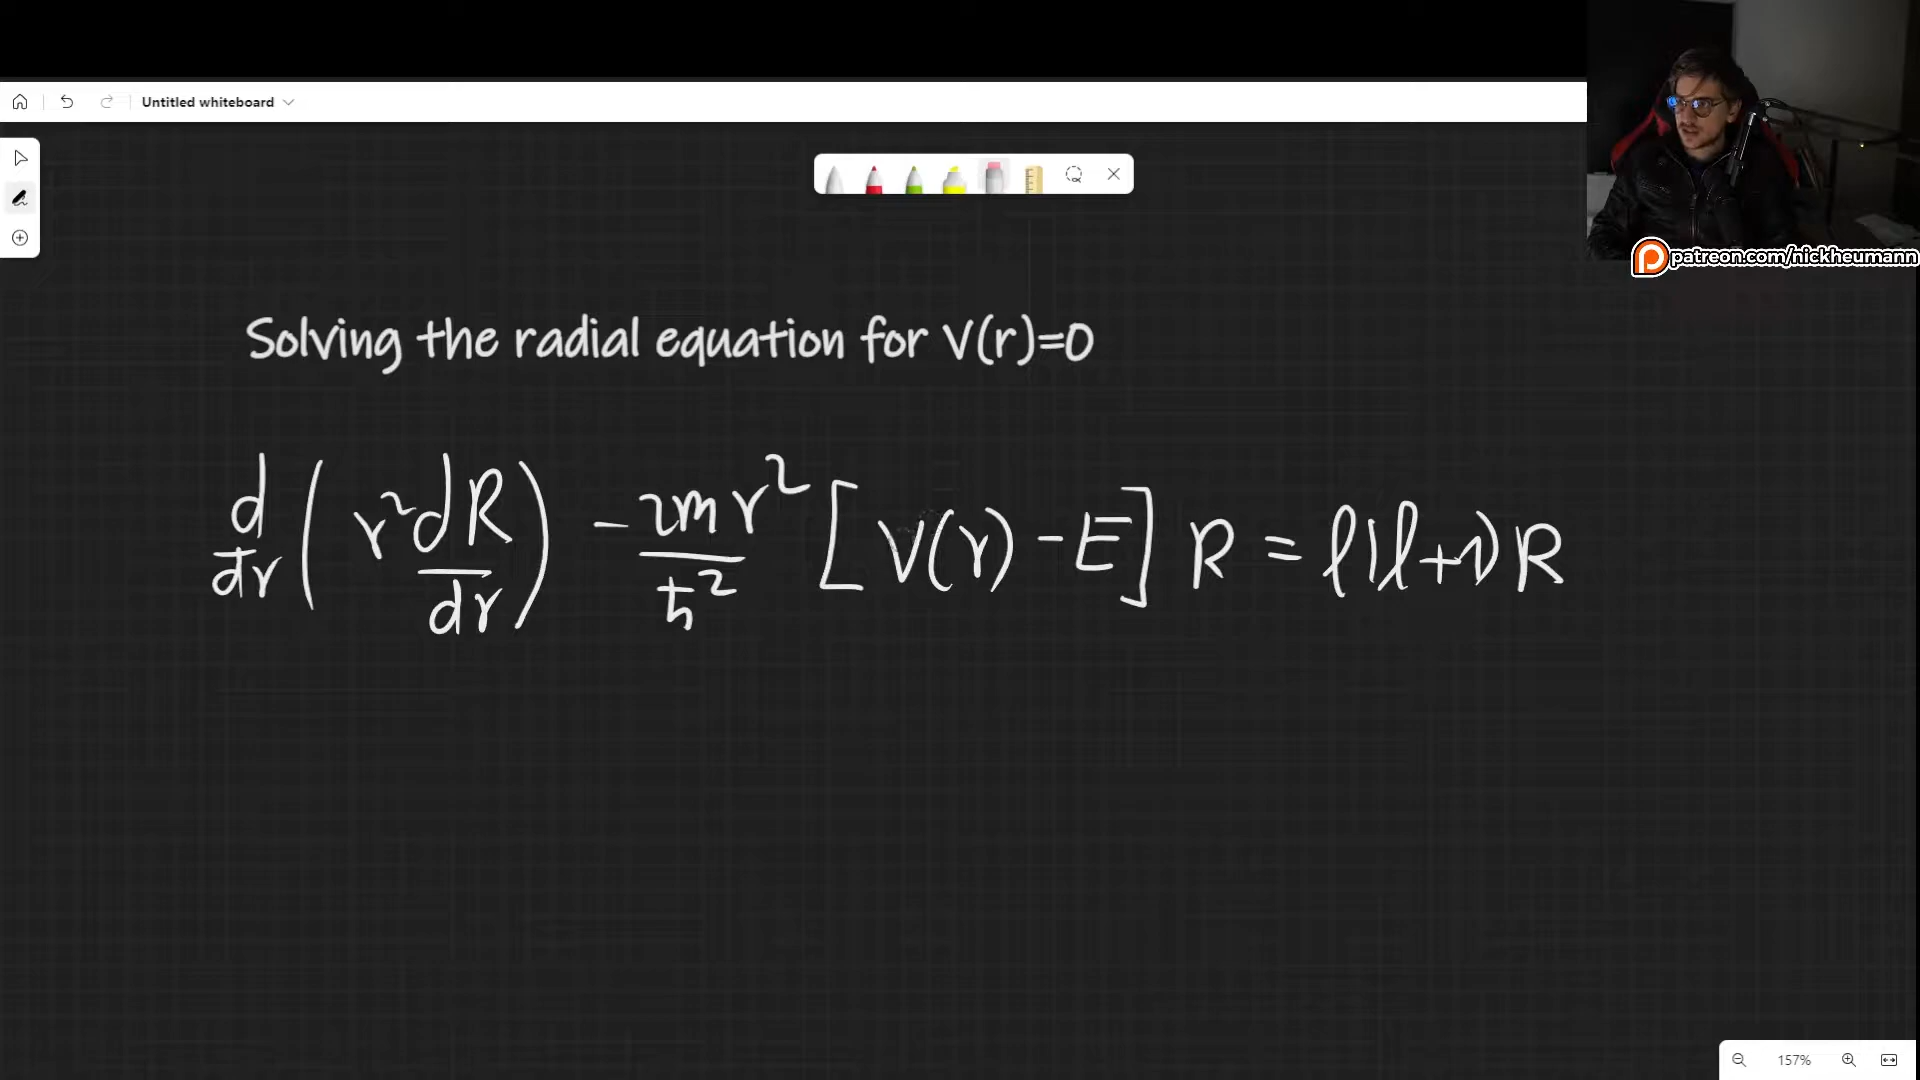 Untitled whiteboard
patreon.com/nickheumann
Solving the radial equation for V(r)=0
d/dr ( r² dR/dr ) - 2mr²/ħ² [ V(r) - E ] R = ℓ(ℓ+1) R
157%